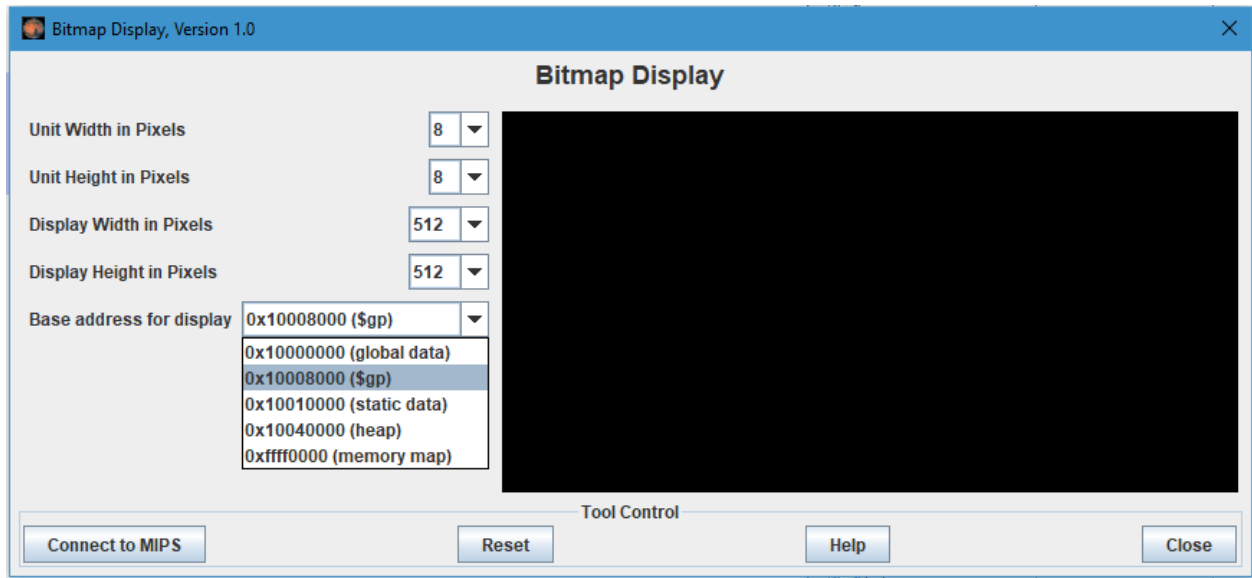 Bitmap Display, Version 1.0
Bitmap Display
Unit Width in Pixels 8
Unit Height in Pixels 8
Display Width in Pixels 512
Display Height in Pixels 512
Base address for display 0x10008000 ($gp)
0x10000000 (global data)
0x10008000 ($gp)
0x10010000 (static data)
0x10040000 (heap)
0xffff0000 (memory map)
Tool Control
Connect to MIPS Reset Help Close